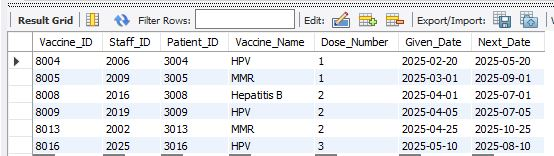 Result Grid Filter Rows: Edit: Export/Import:
Vaccine_ID Staff_ID Patient_ID Vaccine_Name Dose_Number Given_Date Next_Date
8004 2006 3004 HPV 1 2025-02-20 2025-05-20
8005 2009 3005 MMR 1 2025-03-01 2025-09-01
8008 2016 3008 Hepatitis B 2 2025-04-01 2025-07-01
8009 2019 3009 HPV 2 2025-04-05 2025-07-05
8013 2002 3013 MMR 2 2025-04-25 2025-10-25
8016 2025 3016 HPV 3 2025-05-10 2025-08-10